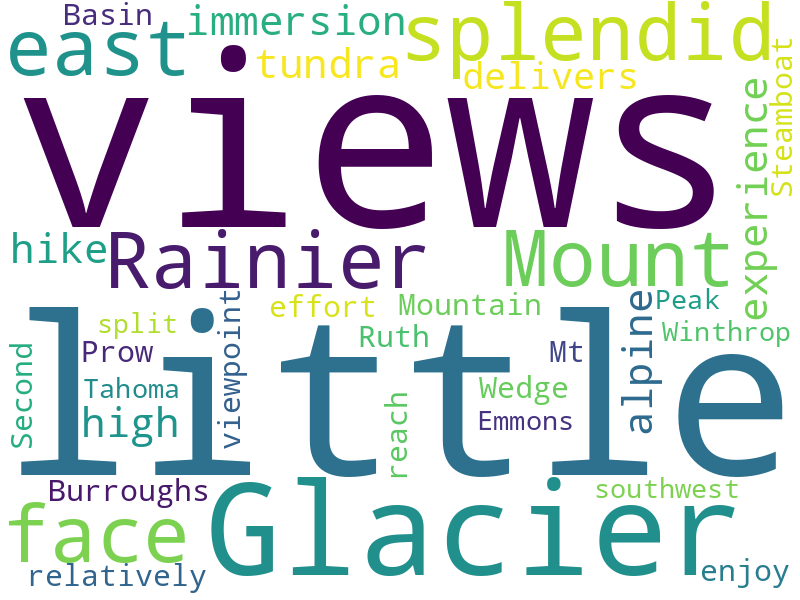 Basin
immersion
splendid
east
tundra
delivers
Steamboat
views
experience
hike
Rainier
Mount
little
split
effort
Mountain
Peak
Prow
viewpoint
Ruth
Mt
alpine
Winthrop
Second
Tahoma
high
reach
Wedge
Emmons
Burroughs
Glacier
southwest
face
relatively
enjoy